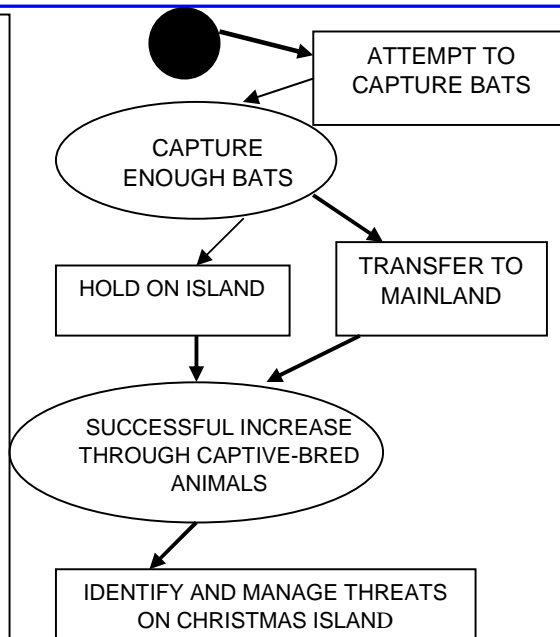 ATTEMPT TO
CAPTURE BATS
CAPTURE
ENOUGH BATS
HOLD ON ISLAND
TRANSFER TO
MAINLAND
SUCCESSFUL INCREASE
THROUGH CAPTIVE-BRED
ANIMALS
IDENTIFY AND MANAGE THREATS
ON CHRISTMAS ISLAND